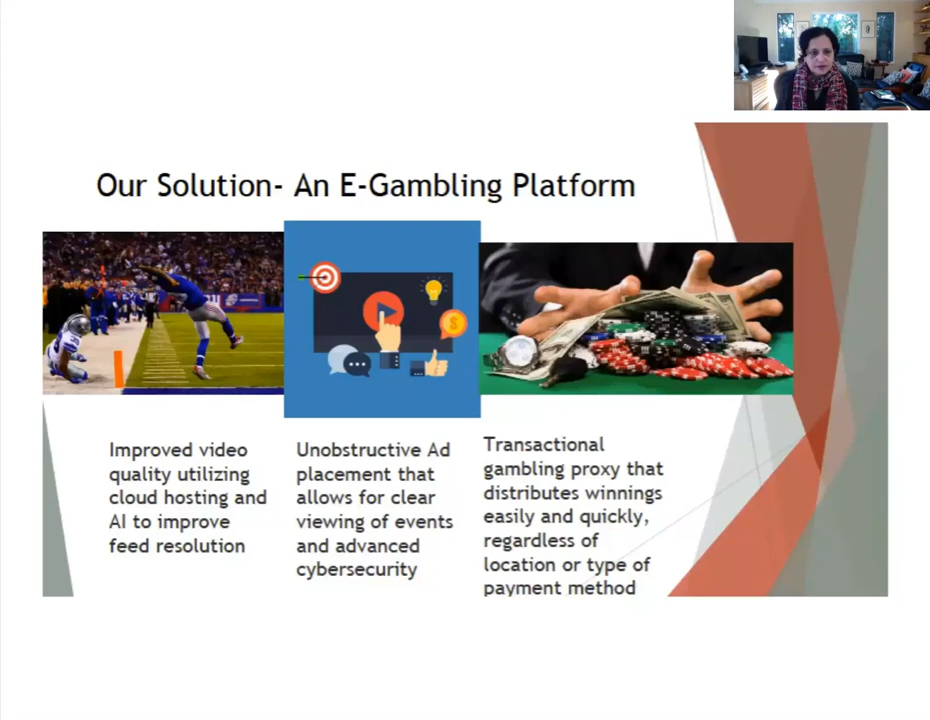 Our Solution- An E-Gambling Platform
Improved video
quality utilizing
cloud hosting and
AI to improve
feed resolution
Unobstructive Ad
placement that
allows for clear
viewing of events
and advanced
cybersecurity
Transactional
gambling proxy that
distributes winnings
easily and quickly,
regardless of
location or type of
payment method